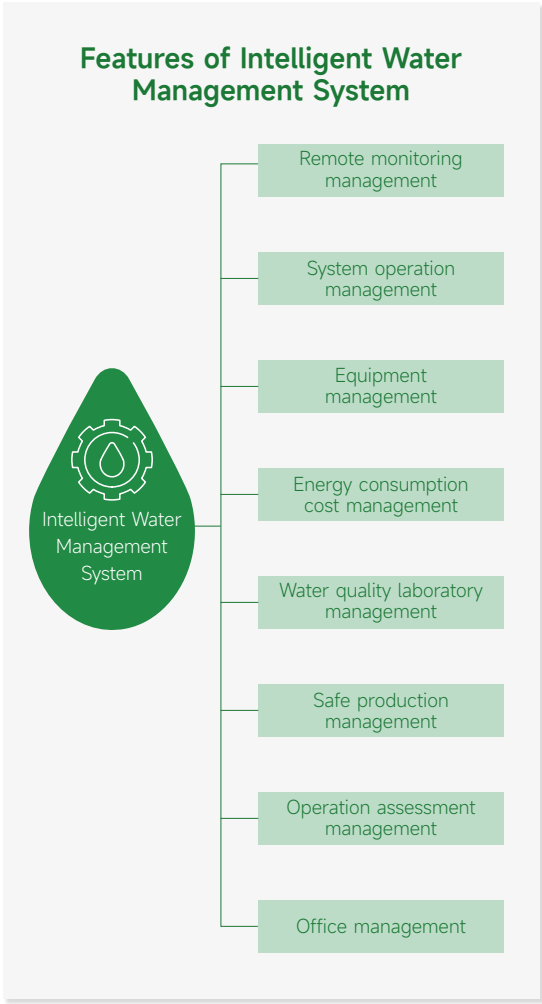 Features of Intelligent Water
Management System
Remote monitoring
management
System operation
management
Equipment
management
Energy consumption
cost management
Intelligent Water
Management
System
Water quality laboratory
management
Safe production
management
Operation assessment
management
Office management